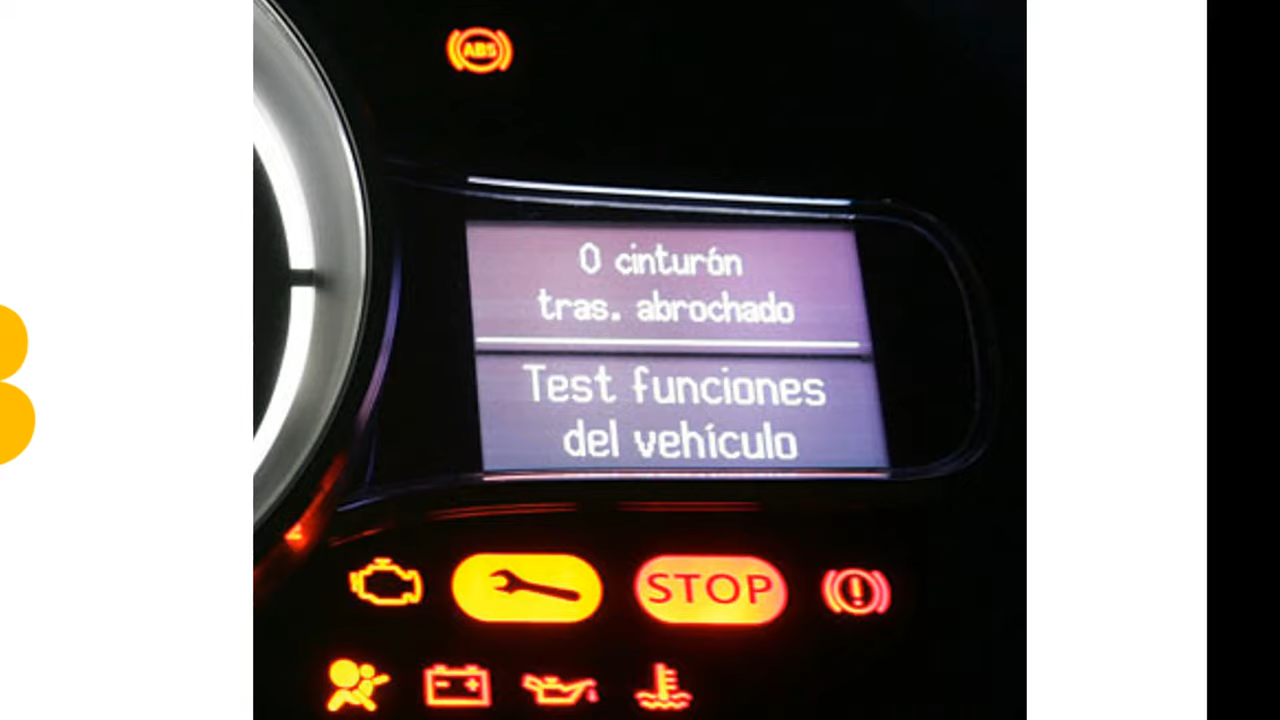 ABS
0 cinturón
tras. abrochado
Test funciones
del vehículo
STOP